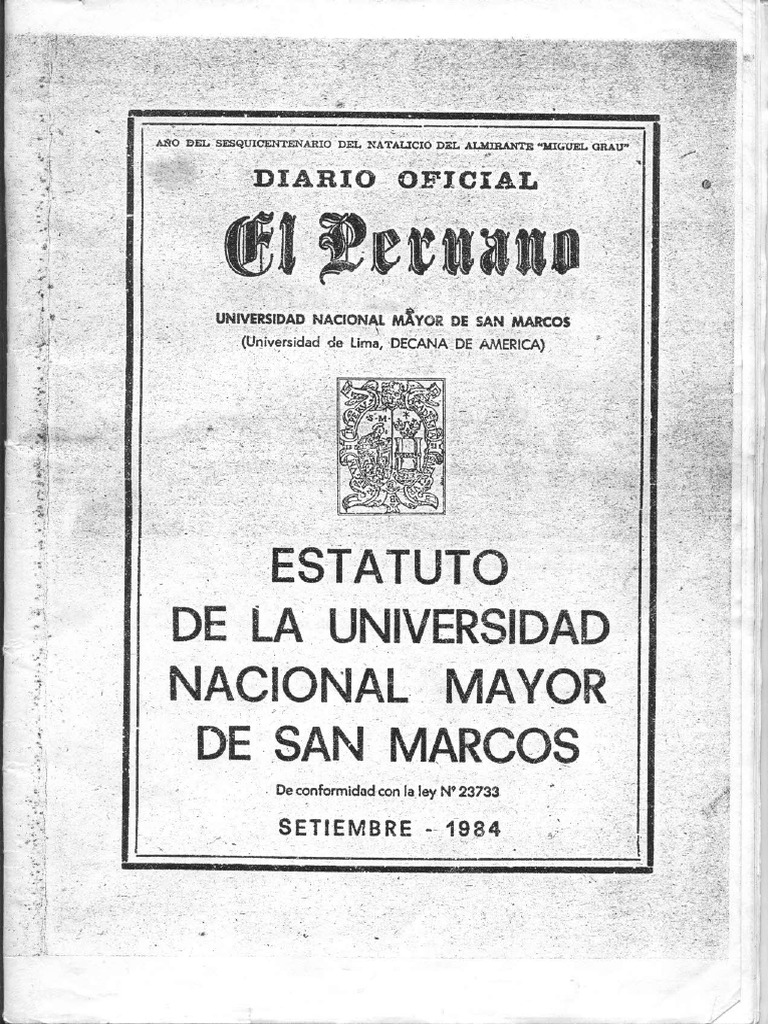 AÑO DEL SESQUICENTENARIO DEL NATALICIO DEL ALMIRANTE "MIGUEL GRAU"
DIARIO OFICIAL
El Peruano
UNIVERSIDAD NACIONAL MAYOR DE SAN MARCOS
(Universidad de Lima, DECANA DE AMERICA)
S·M·
ESTATUTO
DE LA UNIVERSIDAD
NACIONAL MAYOR
DE SAN MARCOS
De conformidad con la ley Nº 23733
SETIEMBRE - 1984